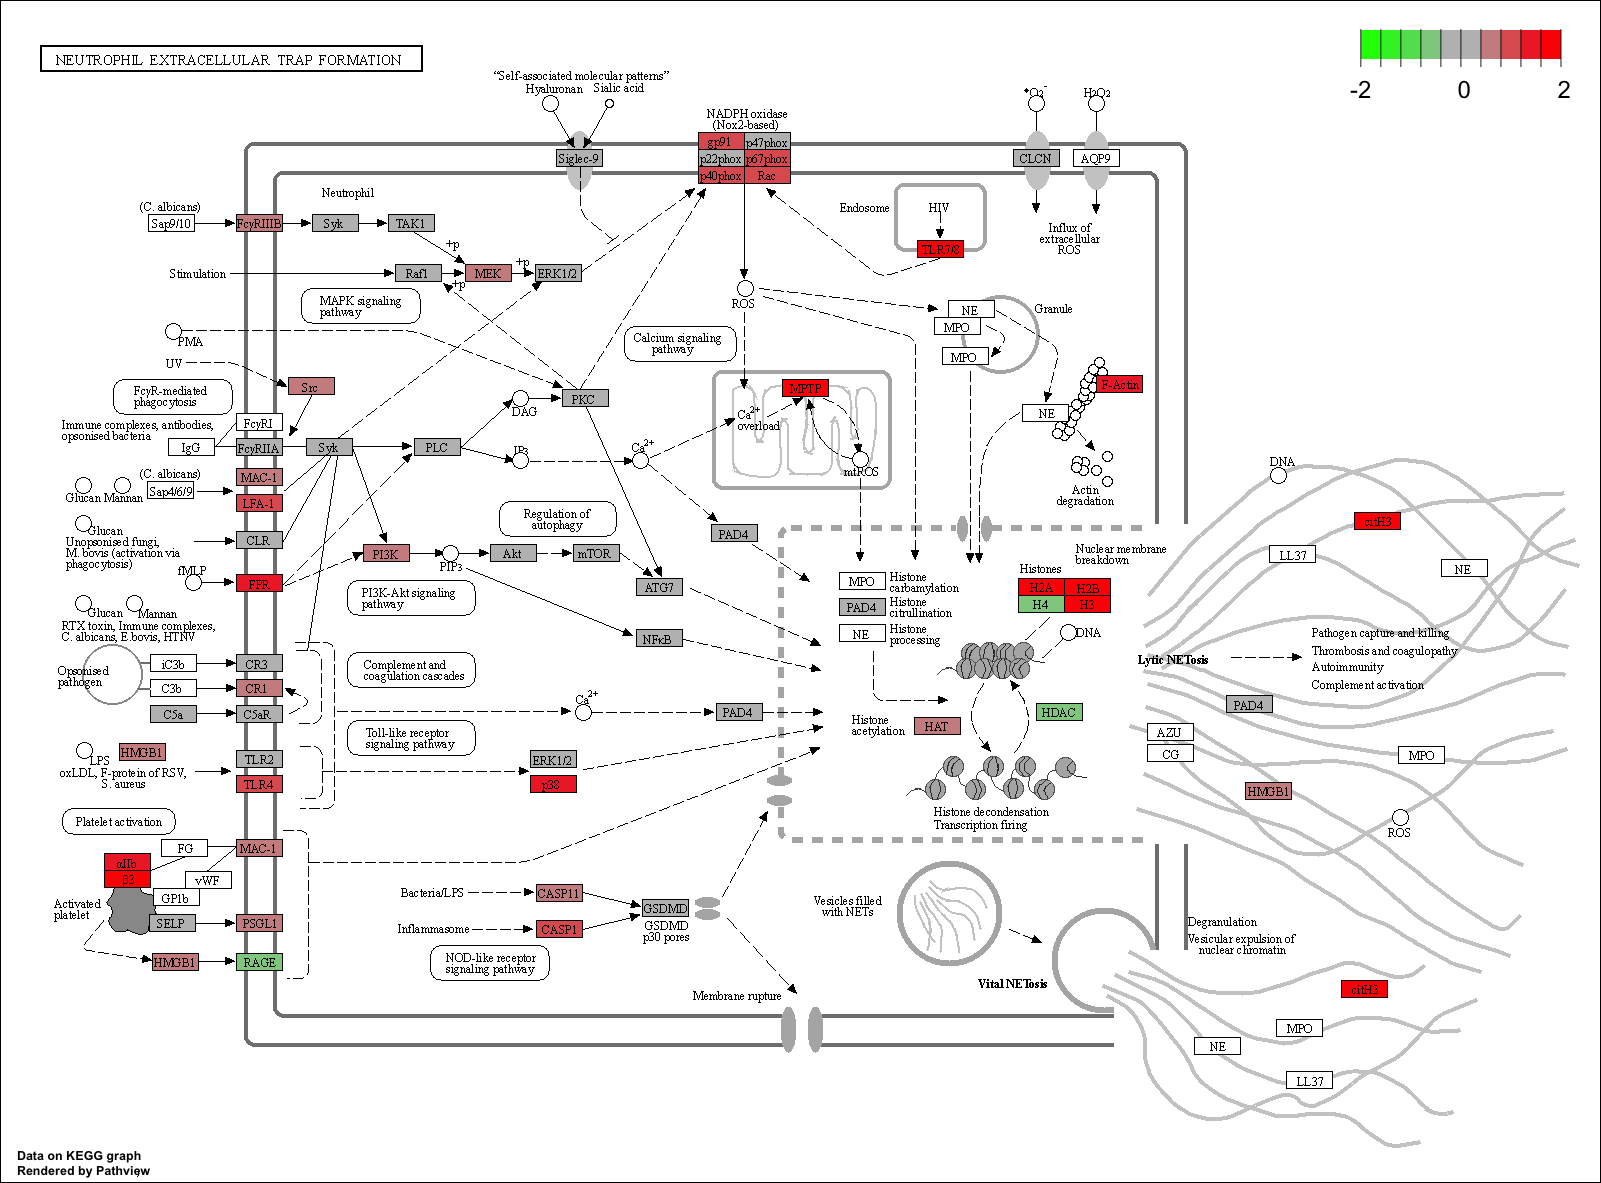 NEUTROPHIL EXTRACELLULAR TRAP FORMATION
-2 0 2
"Self-associated molecular patterns"
Hyaluronan
Sialic acid
Siglec-9
NADPH oxidase
(Nox2-based)
gp91
p47phox
p22phox
p67phox
p40phox
Rac
•O2-
H2O2
CLCN
AQP9
Influx of
extracellular
ROS
Neutrophil
Endosome
HIV
TLR7/8
(C. albicans)
Sap9/10
FcγRIIIB
Syk
TAK1
+p
Stimulation
Raf1
MEK
+p
ERK1/2
+p
MAPK signaling
pathway
ROS
NE
MPO
MPO
Granule
PMA
UV
Src
Calcium signaling
pathway
FcγR-mediated
phagocytosis
PKC
DAG
MPTP
Ca2+
overload
mtROS
NE
F-Actin
Actin
degradation
Immune complexes, antibodies,
opsonised bacteria
FcγRI
IgG
FcγRIIA
Syk
PLC
IP3
Ca2+
(C. albicans)
Glucan Mannan
Sap4/6/9
MAC-1
LFA-1
Glucan
Unopsonised fungi,
M. bovis (activation via
phagocytosis)
CLR
Regulation of
autophagy
PAD4
PI3K
PIP3
Akt
mTOR
fMLP
FPR
ATG7
PI3K-Akt signaling
pathway
Glucan
Mannan
RTX toxin, Immune complexes,
C. albicans, E.bovis, HTNV
NFκB
Nuclear membrane
breakdown
MPO
Histone
carbamylation
PAD4
Histone
citrullination
NE
Histone
processing
Histones
H2A
H2B
H4
H3
DNA
Opsonised
pathogen
iC3b
CR3
C3b
CR1
C5a
C5aR
Complement and
coagulation cascades
Ca2+
PAD4
Histone
acetylation
HAT
HDAC
Toll-like receptor
signaling pathway
LPS
HMGB1
oxLDL, F-protein of RSV,
S. aureus
TLR2
TLR4
ERK1/2
p38
Histone decondensation
Transcription firing
Platelet activation
FG
MAC-1
αIIb
β3
vWF
GP1b
Activated
platelet
SELP
PSGL1
HMGB1
RAGE
Bacteria/LPS
CASP11
Inflammasome
CASP1
GSDMD
GSDMD
p30 pores
NOD-like receptor
signaling pathway
Membrane rupture
Vesicles filled
with NETs
Vital NETosis
Degranulation
Vesicular expulsion of
nuclear chromatin
DNA
citH3
LL37
NE
Lytic NETosis
Pathogen capture and killing
Thrombosis and coagulopathy
Autoimmunity
Complement activation
PAD4
AZU
CG
MPO
HMGB1
ROS
citH3
MPO
NE
LL37
Data on KEGG graph
Rendered by Pathview